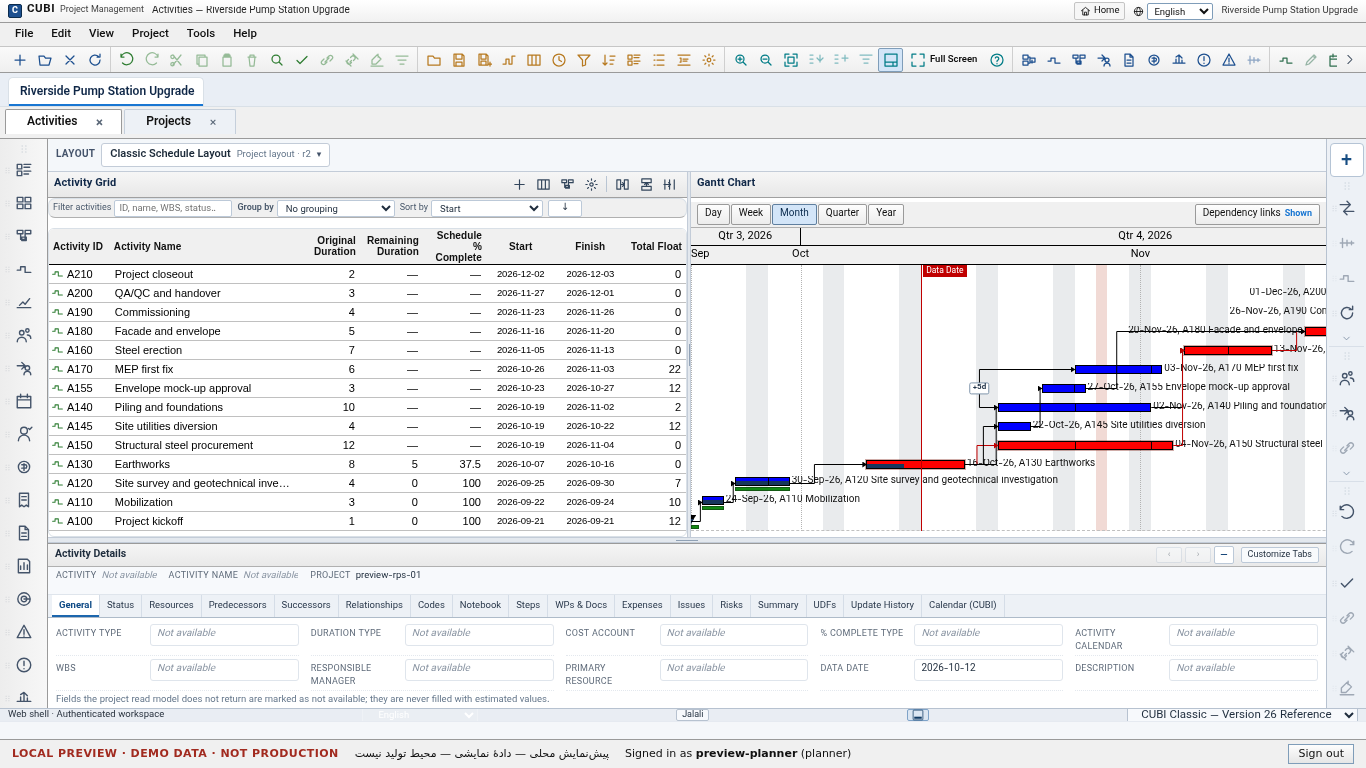 CUBI Project Management Activities — Riverside Pump Station Upgrade Home English Riverside Pump Station Upgrade
File Edit View Project Tools Help
Full Screen
Riverside Pump Station Upgrade
Activities × Projects ×
LAYOUT Classic Schedule Layout Project layout · r2
Activity Grid
Filter activities ID, name, WBS, status.. Group by No grouping Sort by Start ↓
Activity ID Activity Name Original Duration Remaining Duration Schedule % Complete Start Finish Total Float
A210 Project closeout 2 — — 2026-12-02 2026-12-03 0
A200 QA/QC and handover 3 — — 2026-11-27 2026-12-01 0
A190 Commissioning 4 — — 2026-11-23 2026-11-26 0
A180 Facade and envelope 5 — — 2026-11-16 2026-11-20 0
A160 Steel erection 7 — — 2026-11-05 2026-11-13 0
A170 MEP first fix 6 — — 2026-10-26 2026-11-03 22
A155 Envelope mock-up approval 3 — — 2026-10-23 2026-10-27 12
A140 Piling and foundations 10 — — 2026-10-19 2026-11-02 2
A145 Site utilities diversion 4 — — 2026-10-19 2026-10-22 12
A150 Structural steel procurement 12 — — 2026-10-19 2026-11-04 0
A130 Earthworks 8 5 37.5 2026-10-07 2026-10-16 0
A120 Site survey and geotechnical inve… 4 0 100 2026-09-25 2026-09-30 7
A110 Mobilization 3 0 100 2026-09-22 2026-09-24 10
A100 Project kickoff 1 0 100 2026-09-21 2026-09-21 12
Gantt Chart
Day Week Month Quarter Year Dependency links Shown
Qtr 3, 2026 Qtr 4, 2026
Sep Oct Nov
Data Date
01-Dec-26, A200
26-Nov-26, A190 Com
20-Nov-26, A180 Facade and envelope
13-Nov-26,
03-Nov-26, A170 MEP first fix
+5d 27-Oct-26, A155 Envelope mock-up approval
02-Nov-26, A140 Piling and foundation
22-Oct-26, A145 Site utilities diversion
04-Nov-26, A150 Structural steel
16-Oct-26, A130 Earthworks
30-Sep-26, A120 Site survey and geotechnical investigation
24-Sep-26, A110 Mobilization
Activity Details
Customize Tabs
ACTIVITY Not available ACTIVITY NAME Not available PROJECT preview-rps-01
General Status Resources Predecessors Successors Relationships Codes Notebook Steps WPs & Docs Expenses Issues Risks Summary UDFs Update History Calendar (CUBI)
ACTIVITY TYPE Not available DURATION TYPE Not available COST ACCOUNT Not available % COMPLETE TYPE Not available ACTIVITY CALENDAR Not available
WBS Not available RESPONSIBLE MANAGER Not available PRIMARY RESOURCE Not available DATA DATE 2026-10-12 DESCRIPTION Not available
Fields the project read model does not return are marked as not available; they are never filled with estimated values.
Web shell · Authenticated workspace English Jalali CUBI Classic — Version 26 Reference
LOCAL PREVIEW · DEMO DATA · NOT PRODUCTION پیش‌نمایش محلی — دادهٔ نمایشی — محیط تولید نیست Signed in as preview-planner (planner) Sign out